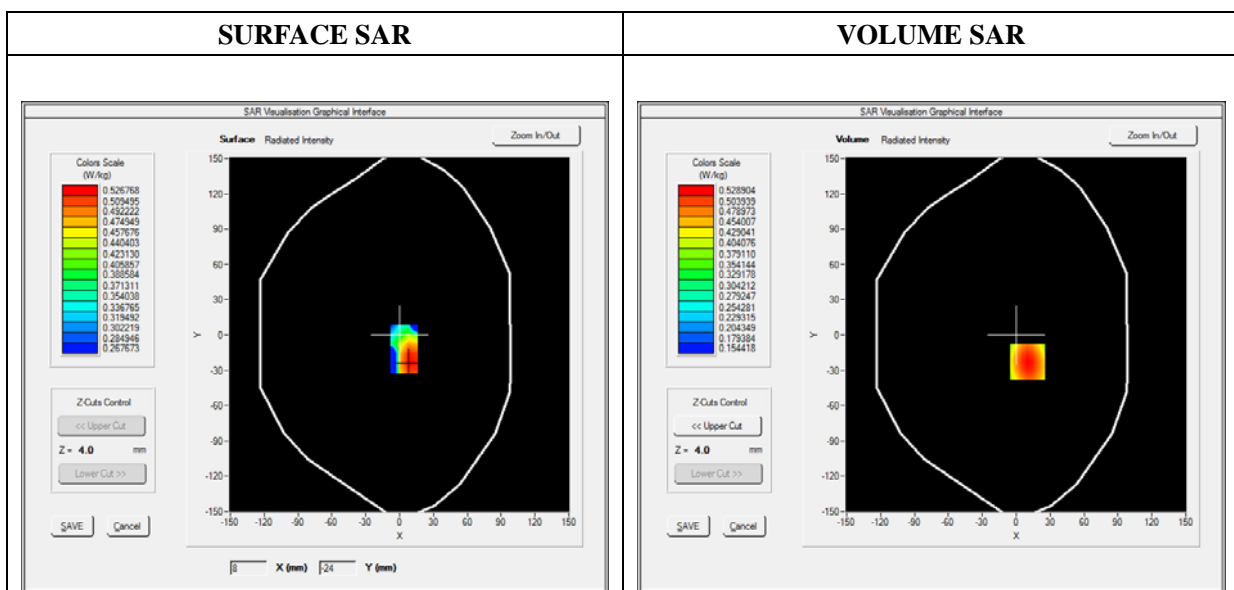 SURFACE SAR
SAR Visualisation Graphical Interface
Surface Radiated Intensity
Zoom In/Out
Colors Scale
(W/kg)
0.526768
0.509495
0.492222
0.474949
0.457676
0.440403
0.423130
0.405857
0.388584
0.371311
0.354038
0.336765
0.319492
0.302219
0.284946
0.267673
Z-Cuts Control
<< Upper Cut
Z = 4.0 mm
Lower Cut >>
SAVE Cancel
150
120
90
60
30
0
-30
-60
-90
-120
-150
Y
-150 -120 -90 -60 -30 0 30 60 90 120 150
X
8 X (mm) -24 Y (mm)
VOLUME SAR
SAR Visualisation Graphical Interface
Volume Radiated Intensity
Zoom In/Out
Colors Scale
(W/kg)
0.528904
0.503939
0.478973
0.454007
0.429041
0.404076
0.379110
0.354144
0.329178
0.304212
0.279247
0.254281
0.229315
0.204349
0.179384
0.154418
Z-Cuts Control
<< Upper Cut
Z = 4.0 mm
Lower Cut >>
SAVE Cancel
150
120
90
60
30
0
-30
-60
-90
-120
-150
Y
-150 -120 -90 -60 -30 0 30 60 90 120 150
X